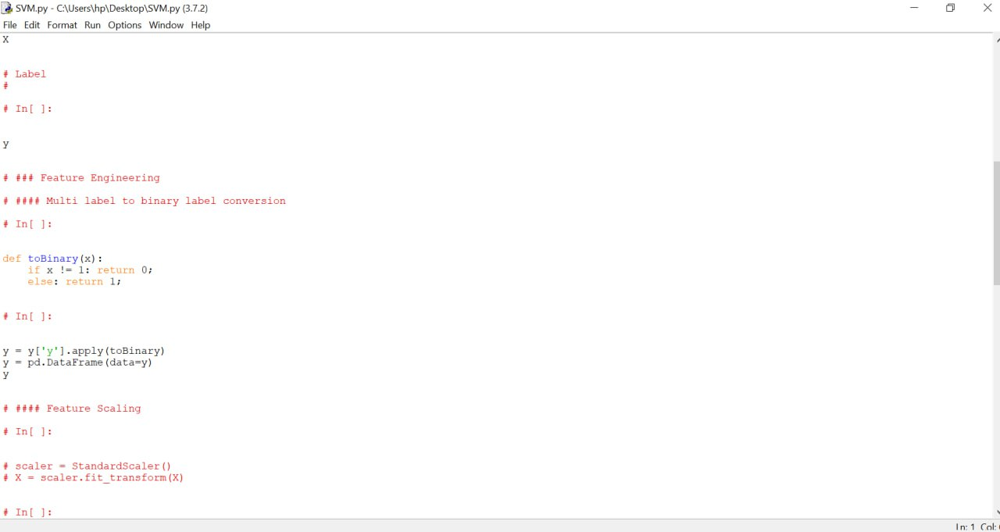 SVM.py - C:\Users\hp\Desktop\SVM.py (3.7.2)
File Edit Format Run Options Window Help
X
# Label
#
# In[ ]:
y
# ### Feature Engineering
# #### Multi label to binary label conversion
# In[ ]:
def toBinary(x):
    if x != 1: return 0;
    else: return 1;
# In[ ]:
y = y['y'].apply(toBinary)
y = pd.DataFrame(data=y)
y
# #### Feature Scaling
# In[ ]:
# scaler = StandardScaler()
# X = scaler.fit_transform(X)
# In[ ]:
Ln: 1 Col: